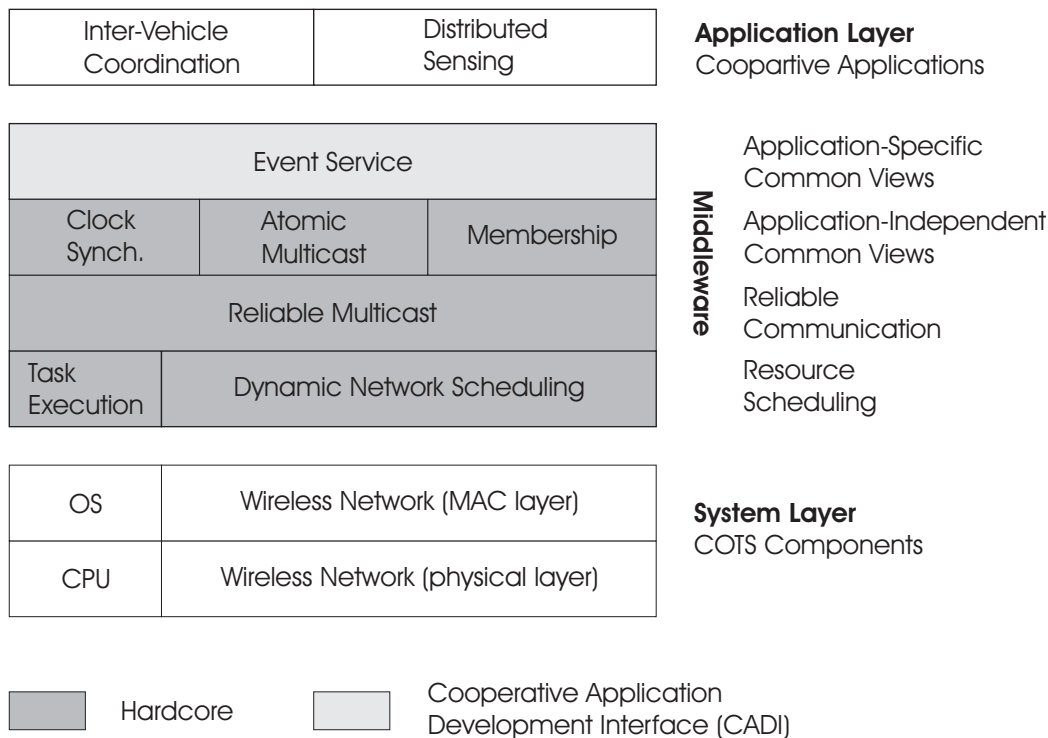 Inter-Vehicle
Coordination
Distributed
Sensing
Application Layer
Coopartive Applications
Event Service
Clock
Synch.
Atomic
Multicast
Membership
Reliable Multicast
Task
Execution
Dynamic Network Scheduling
Middleware
Application-Specific
Common Views
Application-Independent
Common Views
Reliable
Communication
Resource
Scheduling
OS
Wireless Network (MAC layer)
CPU
Wireless Network (physical layer)
System Layer
COTS Components
Hardcore
Cooperative Application
Development Interface (CADI)